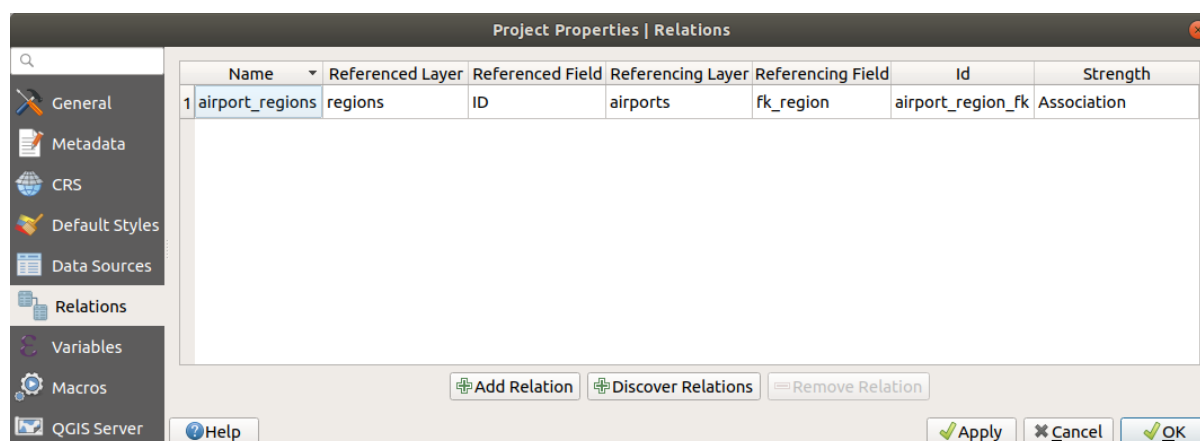 Project Properties | Relations
Name Referenced Layer Referenced Field Referencing Layer Referencing Field Id Strength
1 airport_regions regions ID airports fk_region airport_region_fk Association
General
Metadata
CRS
Default Styles
Data Sources
Relations
Variables
Macros
QGIS Server
Add Relation Discover Relations Remove Relation
Help Apply Cancel OK